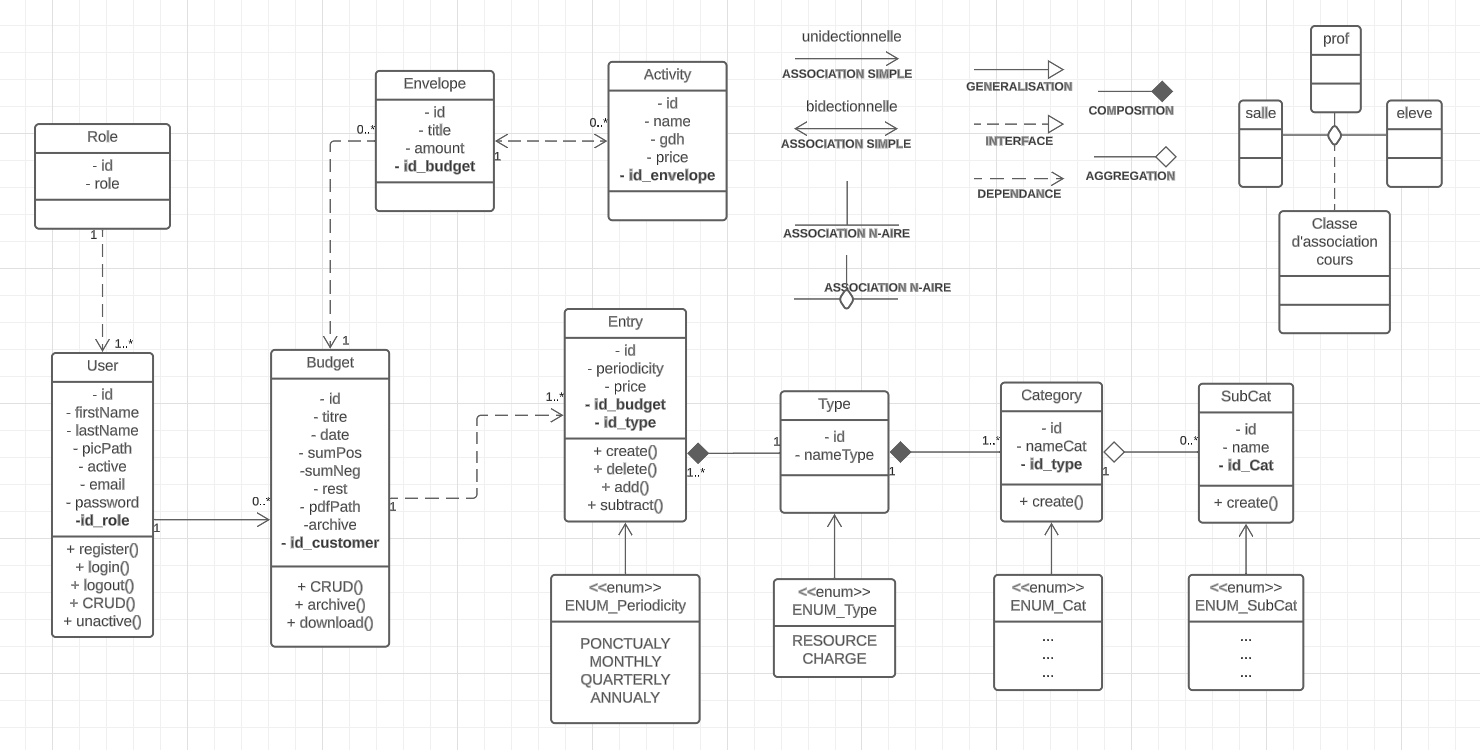 Role
- id
- role
1
1..*
User
- id
- firstName
- lastName
- picPath
- active
- email
- password
-id_role
+ register()
+ login()
+ logout()
+ CRUD()
+ unactive()
1
0..*
Envelope
- id
- title
- amount
- id_budget
0..*
1
1
0..*
Activity
- id
- name
- gdh
- price
- id_envelope
Budget
- id
- titre
- date
- sumPos
-sumNeg
- rest
- pdfPath
-archive
- id_customer
+ CRUD()
+ archive()
+ download()
1
1..*
Entry
- id
- periodicity
- price
- id_budget
- id_type
+ create()
+ delete()
+ add()
+ subtract()
1..*
1
<<enum>>
ENUM_Periodicity
PONCTUALY
MONTHLY
QUARTERLY
ANNUALY
Type
- id
- nameType
1
1..*
<<enum>>
ENUM_Type
RESOURCE
CHARGE
Category
- id
- nameCat
- id_type
+ create()
1
0..*
<<enum>>
ENUM_Cat
...
...
...
SubCat
- id
- name
- id_Cat
+ create()
<<enum>>
ENUM_SubCat
...
...
...
unidectionnelle
ASSOCIATION SIMPLE
bidectionnelle
ASSOCIATION SIMPLE
ASSOCIATION N-AIRE
ASSOCIATION N-AIRE
GENERALISATION
INTERFACE
DEPENDANCE
COMPOSITION
AGGREGATION
prof
salle
eleve
Classe
d'association
cours